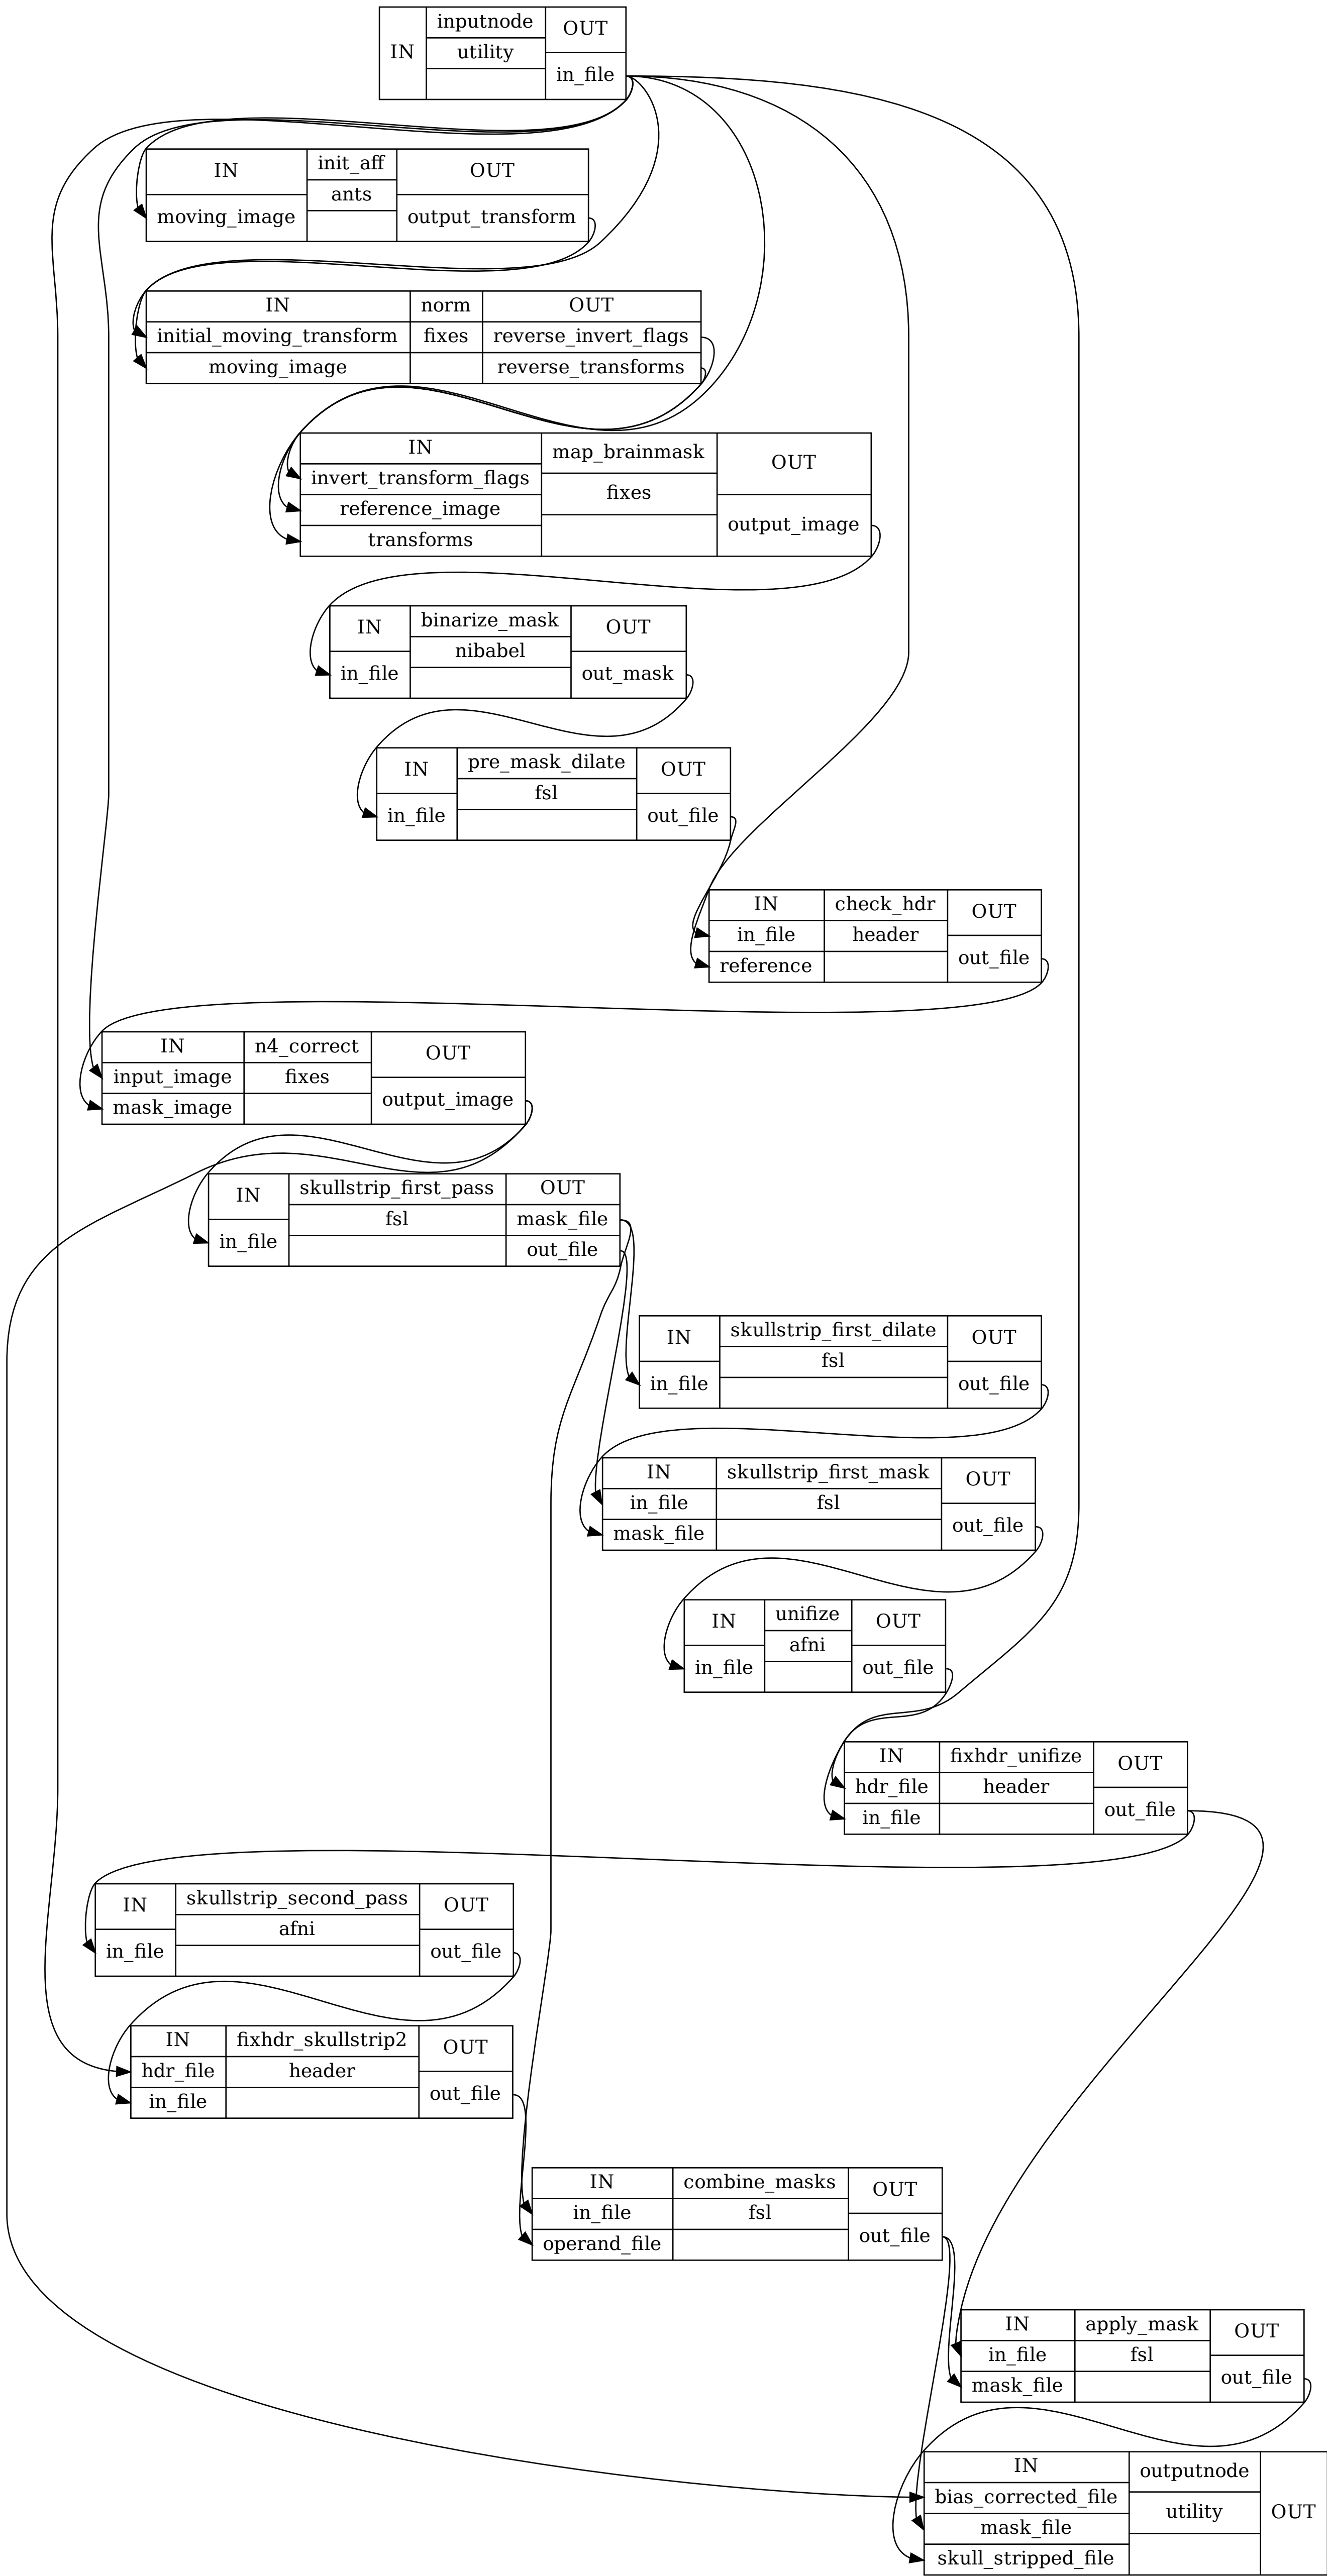 IN
inputnode
utility
OUT
in_file
IN
moving_image
init_aff
ants
OUT
output_transform
IN
initial_moving_transform
moving_image
norm
fixes
OUT
reverse_invert_flags
reverse_transforms
IN
invert_transform_flags
reference_image
transforms
map_brainmask
fixes
OUT
output_image
IN
in_file
binarize_mask
nibabel
OUT
out_mask
IN
in_file
pre_mask_dilate
fsl
OUT
out_file
IN
in_file
reference
check_hdr
header
OUT
out_file
IN
input_image
mask_image
n4_correct
fixes
OUT
output_image
IN
in_file
skullstrip_first_pass
fsl
OUT
mask_file
out_file
IN
in_file
skullstrip_first_dilate
fsl
OUT
out_file
IN
in_file
mask_file
skullstrip_first_mask
fsl
OUT
out_file
IN
in_file
unifize
afni
OUT
out_file
IN
hdr_file
in_file
fixhdr_unifize
header
OUT
out_file
IN
in_file
skullstrip_second_pass
afni
OUT
out_file
IN
hdr_file
in_file
fixhdr_skullstrip2
header
OUT
out_file
IN
in_file
operand_file
combine_masks
fsl
OUT
out_file
IN
in_file
mask_file
apply_mask
fsl
OUT
out_file
IN
bias_corrected_file
mask_file
skull_stripped_file
outputnode
utility
OUT